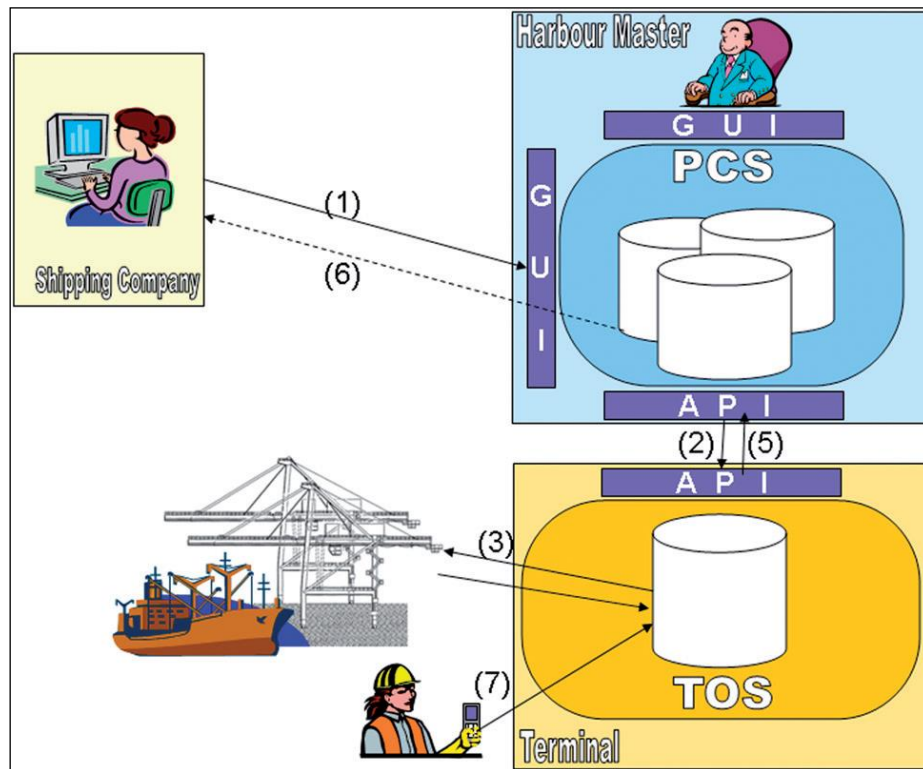 Harbour Master
G U I
PCS
G
U
I
(1)
(6)
Shipping Company
A P I
(2) (5)
A P I
(3)
(7)
TOS
Terminal